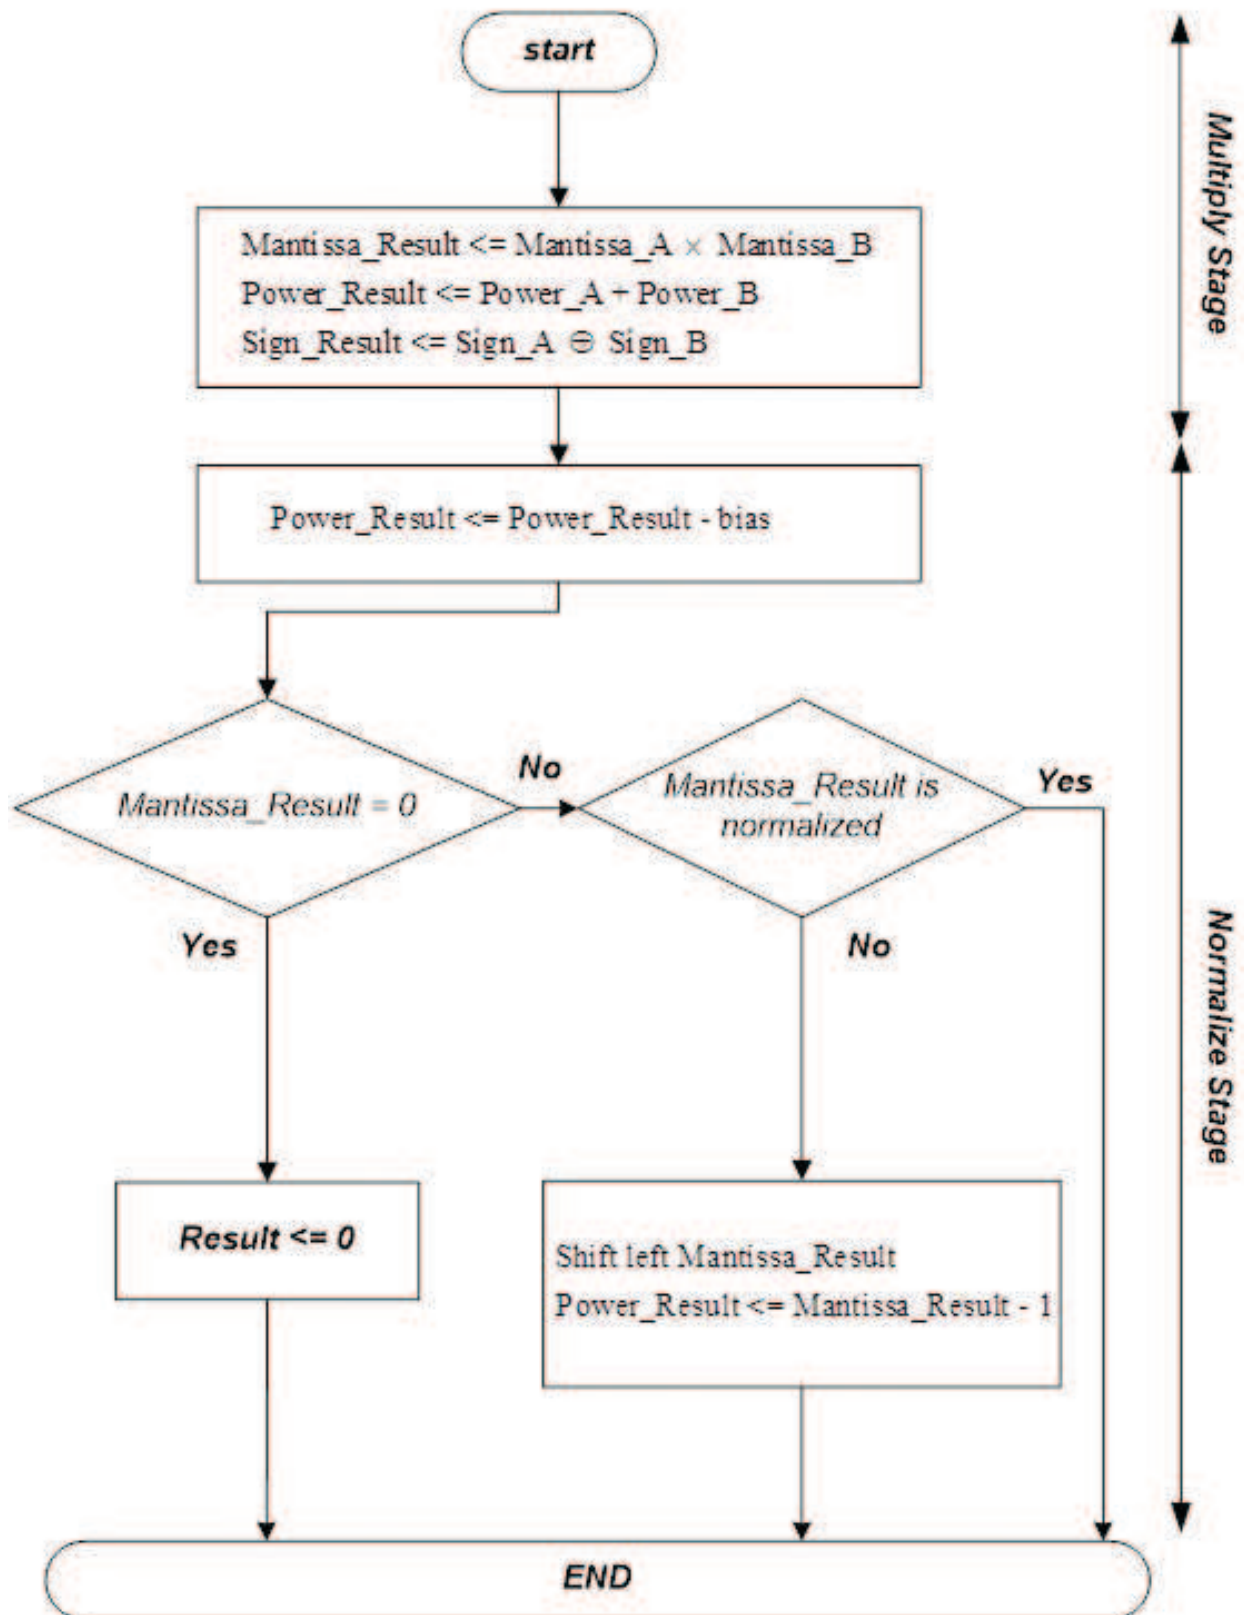 start
Mantissa_Result <= Mantissa_A × Mantissa_B
Power_Result <= Power_A + Power_B
Sign_Result <= Sign_A ⊖ Sign_B
Multiply Stage
Power_Result <= Power_Result - bias
Mantissa_Result = 0
No
Mantissa_Result is
normalized
Yes
Yes
No
Normalize Stage
Result <= 0
Shift left Mantissa_Result
Power_Result <= Mantissa_Result - 1
END